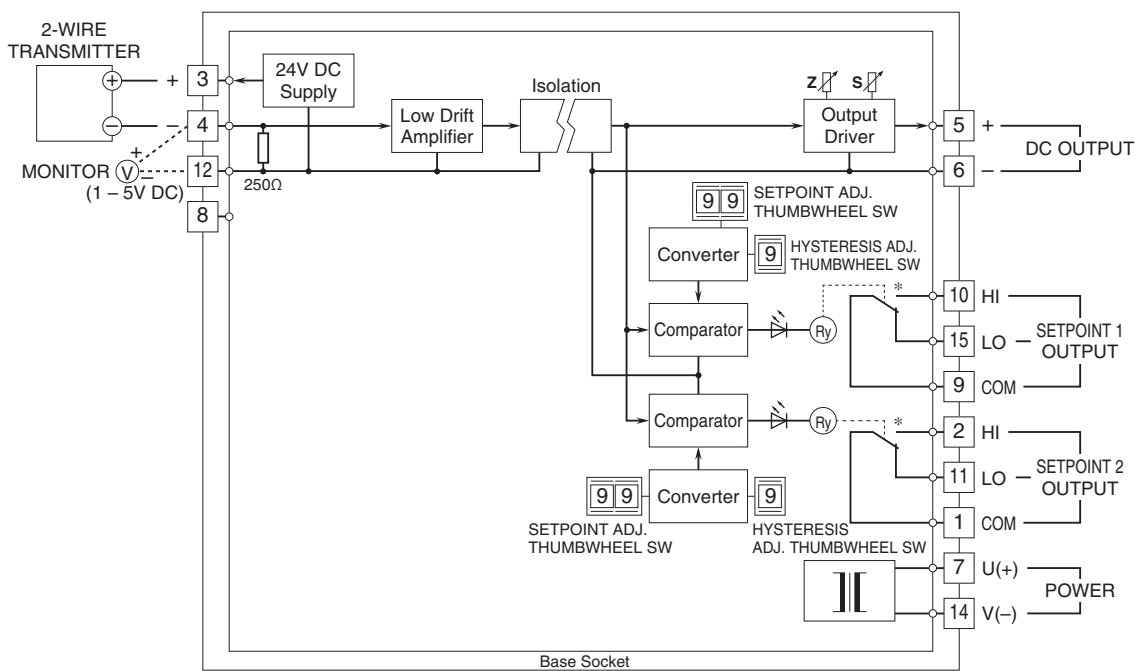 2-WIRE
TRANSMITTER
+
−
+
−
3
4
12
8
+
−
MONITOR
V
(1 – 5V DC)
24V DC
Supply
250Ω
Low Drift
Amplifier
Isolation
Z
S
Output
Driver
5
+
6
−
DC OUTPUT
9 9
SETPOINT ADJ.
THUMBWHEEL SW
Converter
9
HYSTERESIS ADJ.
THUMBWHEEL SW
Comparator
Ry
*
10 HI
15 LO
9 COM
SETPOINT 1
OUTPUT
Comparator
Ry
*
2 HI
11 LO
1 COM
SETPOINT 2
OUTPUT
9 9
Converter
9
SETPOINT ADJ.
THUMBWHEEL SW
HYSTERESIS
ADJ. THUMBWHEEL SW
7 U(+)
14 V(–)
POWER
Base Socket